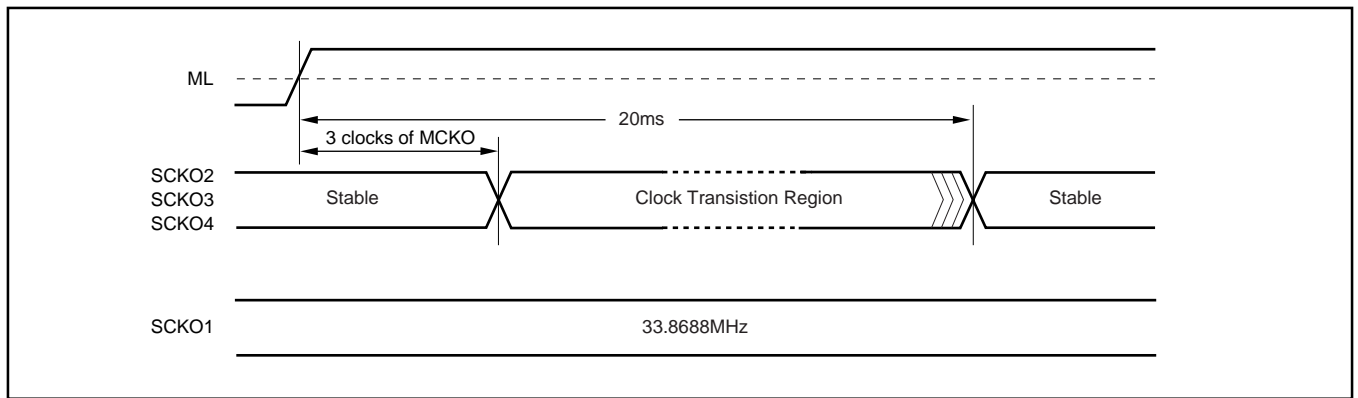 ML
20ms
3 clocks of MCKO
SCKO2
SCKO3
SCKO4
Stable
Clock Transistion Region
Stable
SCKO1
33.8688MHz